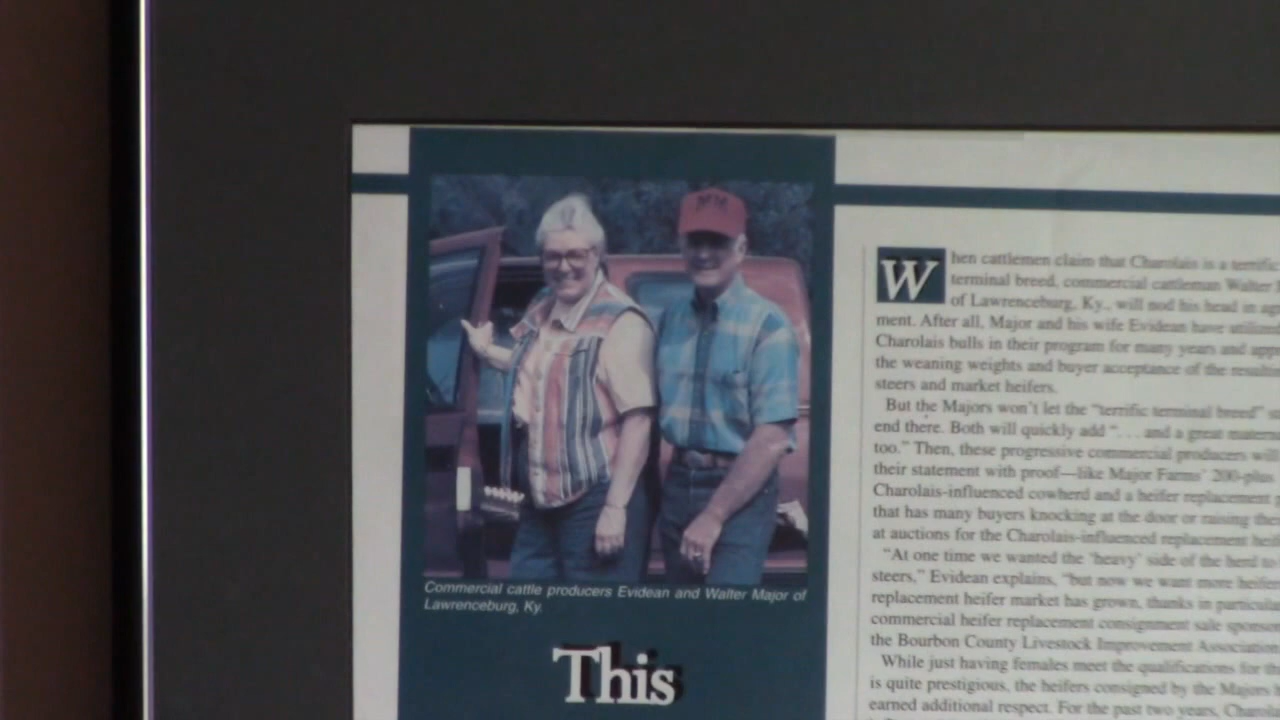 Commercial cattle producers Evidean and Walter Major of
Lawrenceburg, Ky.
This
When cattlemen claim that Charolais is a terrific
terminal breed, commercial cattleman Walter
of Lawrenceburg, Ky., will nod his head in
ment. After all, Major and his wife Evidean have utilized
Charolais bulls in their program for many years and
the weaning weights and buyer acceptance of the
steers and market heifers.
But the Majors won't let the "terrific terminal breed"
end there. Both will quickly add ". . . and a great
too." Then, these progressive commercial producers will
their statement with proof—like Major Farms' 200-plus
Charolais-influenced cowherd and a heifer replacement
that has many buyers knocking at the door or raising
at auctions for the Charolais-influenced replacement
"At one time we wanted the 'heavy' side of the herd to
steers," Evidean explains, "but now we want more
replacement heifer market has grown, thanks in
commercial heifer replacement consignment sale
the Bourbon County Livestock Improvement Association
While just having females meet the qualifications for
is quite prestigious, the heifers consigned by the Majors
earned additional respect. For the past two years,